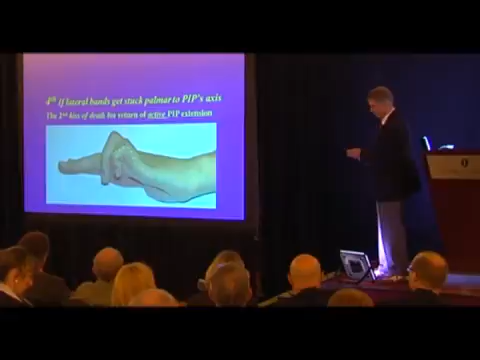 4th If lateral bands get stuck palmar to PIP's axis
The 2nd kiss of death for return of active PIP extension